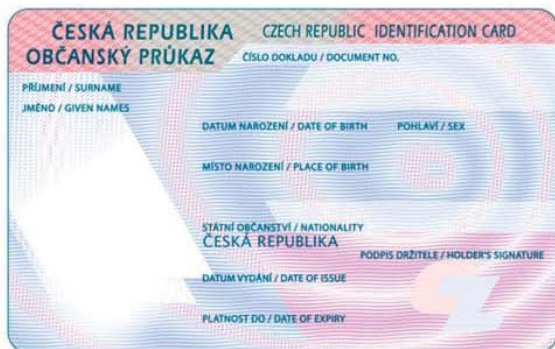 ČESKÁ REPUBLIKA CZECH REPUBLIC IDENTIFICATION CARD
OBČANSKÝ PRŮKAZ ČÍSLO DOKLADU / DOCUMENT NO.
PŘÍJMENÍ / SURNAME
JMÉNO / GIVEN NAMES
DATUM NAROZENÍ / DATE OF BIRTH POHLAVÍ / SEX
MÍSTO NAROZENÍ / PLACE OF BIRTH
STÁTNÍ OBČANSTVÍ / NATIONALITY
ČESKÁ REPUBLIKA
PODPIS DRŽITELE / HOLDER'S SIGNATURE
DATUM VYDÁNÍ / DATE OF ISSUE
PLATNOST DO / DATE OF EXPIRY
CZ